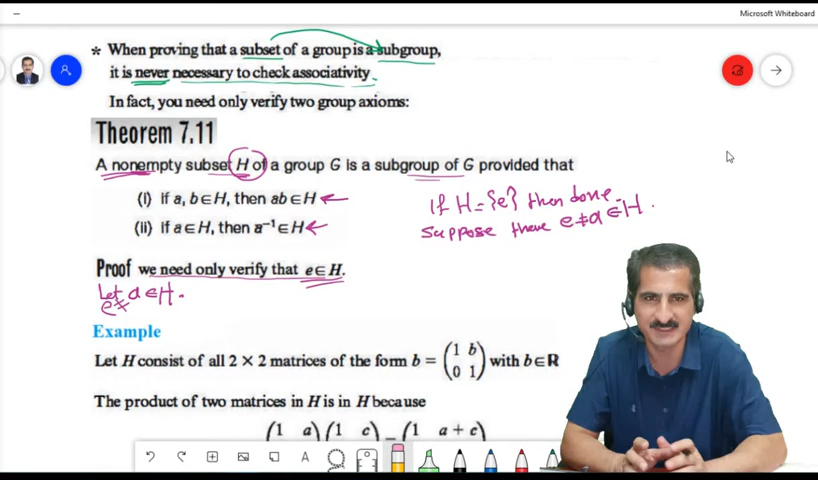 Microsoft Whiteboard
* When proving that a subset of a group is a subgroup,
it is never necessary to check associativity.
In fact, you need only verify two group axioms:
Theorem 7.11
A nonempty subset H of a group G is a subgroup of G provided that
(i) if a, b∈H, then ab∈H
(ii) if a∈H, then a⁻¹∈H
If H={e} then done.
Suppose there e≠a∈H.
Proof we need only verify that e∈H.
Let a∈H.
e≠
Example
Let H consist of all 2 × 2 matrices of the form b = (1 b
0 1) with b∈R
The product of two matrices in H is in H because
(1 a)(1 c) = (1 a + c)
A